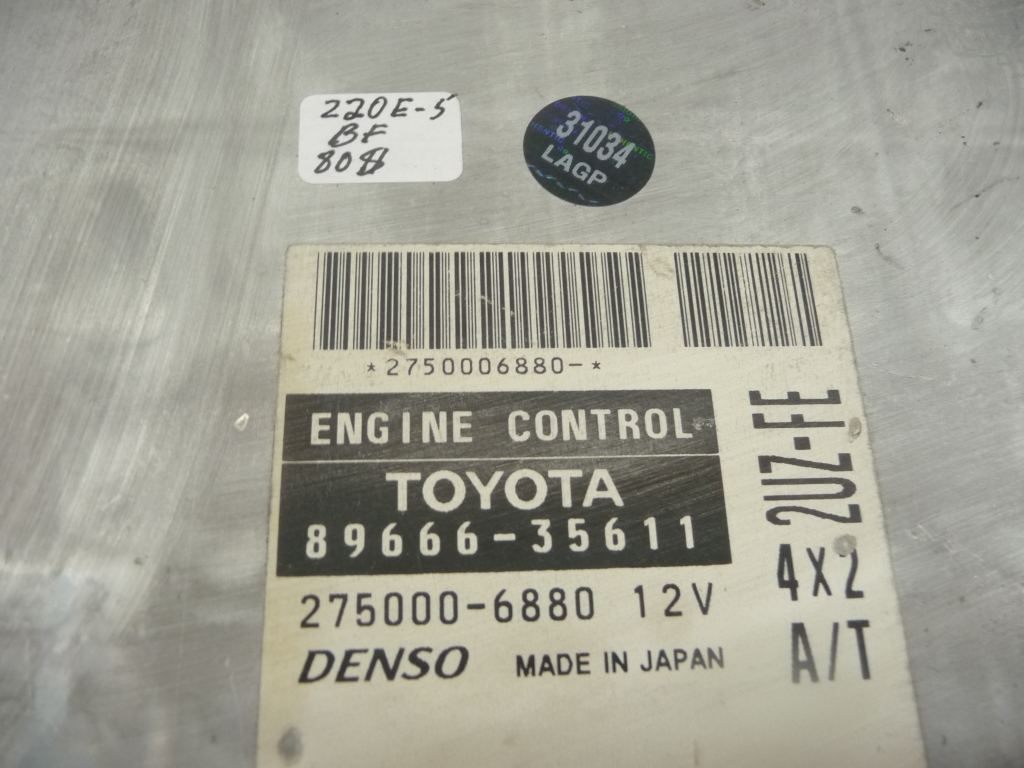 220E-5
BF
31034
LAGP
*2750006880-*
ENGINE CONTROL
TOYOTA
89666-35611
275000-6880 12V
DENSO MADE IN JAPAN
2UZ-FE
4X2
A/T